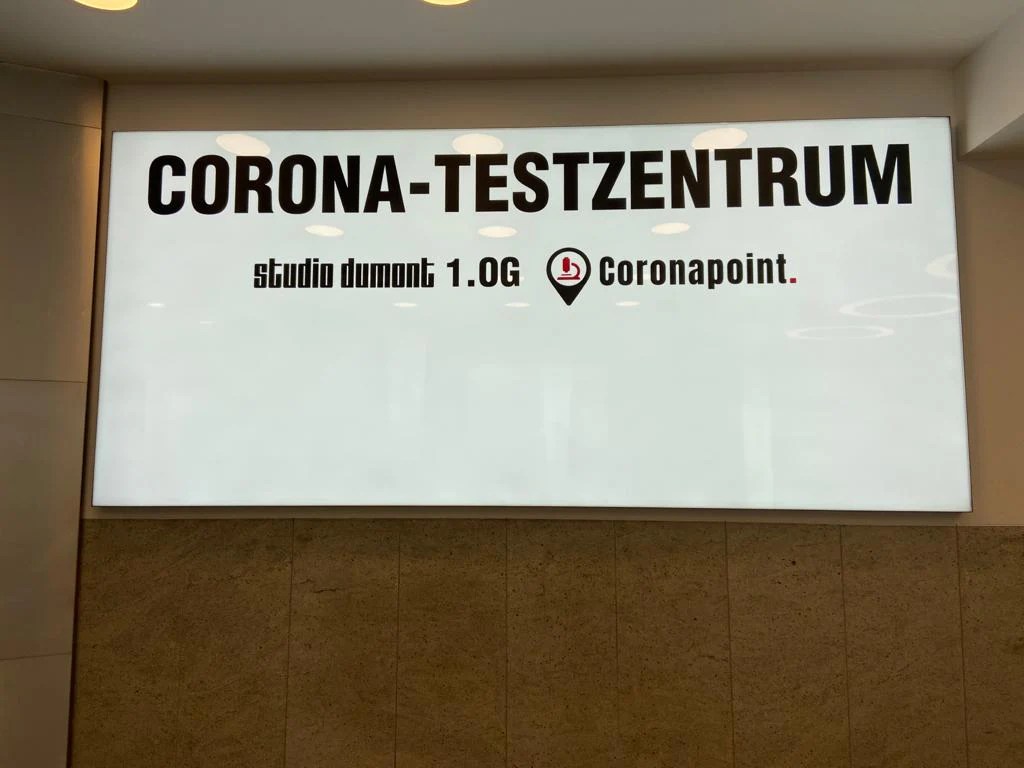 CORONA-TESTZENTRUM
studio dumont 1.OG Coronapoint.